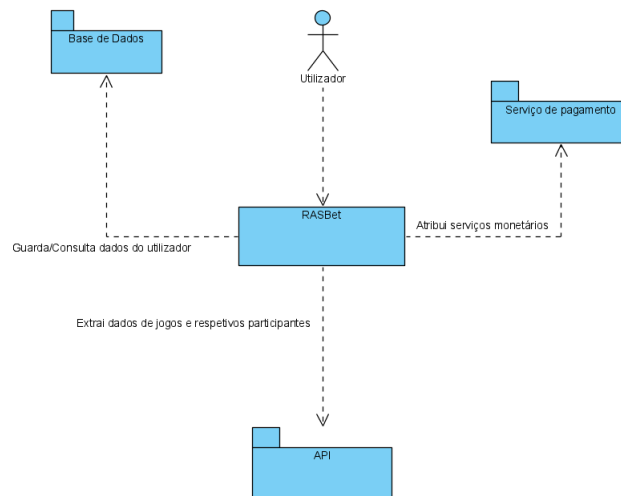 Base de Dados
Utilizador
Serviço de pagamento
RASBet
Atribui serviços monetários
Guarda/Consulta dados do utilizador
Extrai dados de jogos e respetivos participantes
API